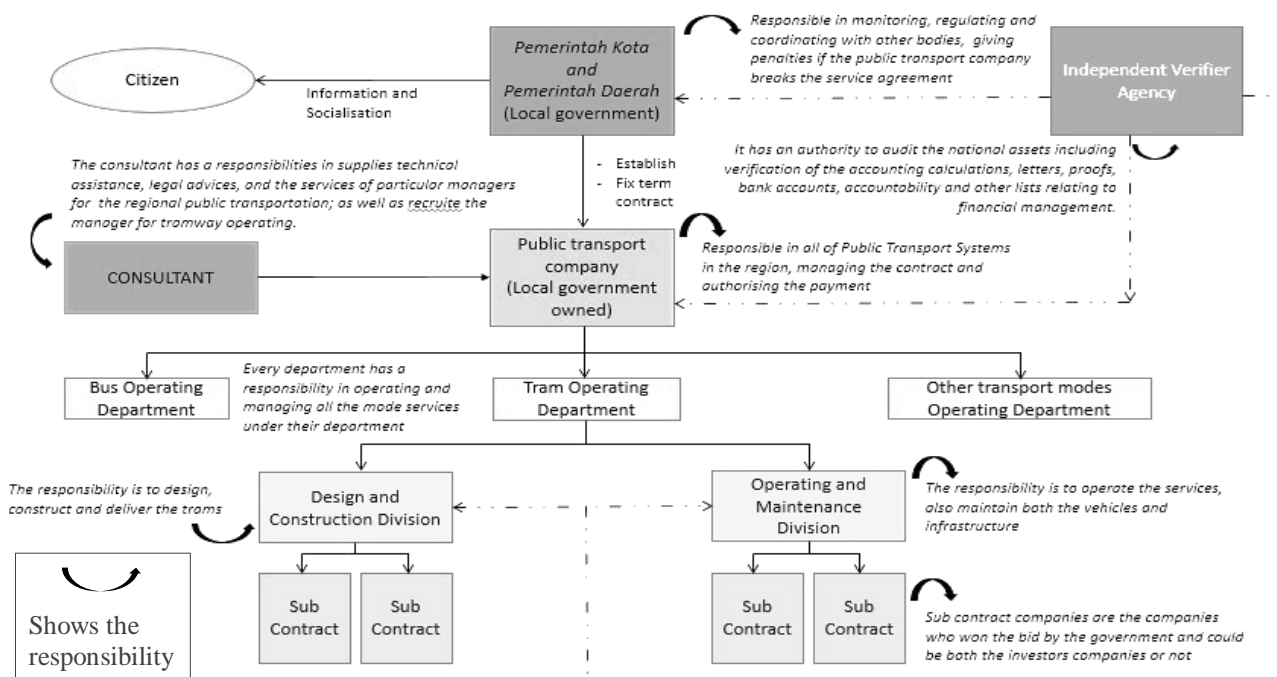 Responsible in monitoring, regulating and
coordinating with other bodies,  giving
penalties if the public transport company
breaks the service agreement
Pemerintah Kota
and
Pemerintah Daerah
(Local government)
Citizen
Information and
Socialisation
Independent Verifier
Agency
It has an authority to audit the national assets including
verification of the accounting calculations, letters, proofs,
bank accounts, accountability and other lists relating to
financial management.
The consultant has a responsibilities in supplies technical
assistance, legal advices, and the services of particular managers
for  the regional public transportation; as well as recruite the
manager for tramway operating.
- Establish
- Fix term
contract
CONSULTANT
Public transport
company
(Local government
owned)
Responsible in all of Public Transport Systems
in the region, managing the contract and
authorising the payment
Bus Operating
Department
Every department has a
responsibility in operating and
managing all the mode services
under their department
Tram Operating
Department
Other transport modes
Operating Department
The responsibility is to design,
construct and deliver the trams
Design and
Construction Division
Operating and
Maintenance
Division
The responsibility is to operate the services,
also maintain both the vehicles and
infrastructure
Sub
Contract
Sub
Contract
Sub
Contract
Sub
Contract
Sub contract companies are the companies
who won the bid by the government and could
be both the investors companies or not
Shows the
responsibility